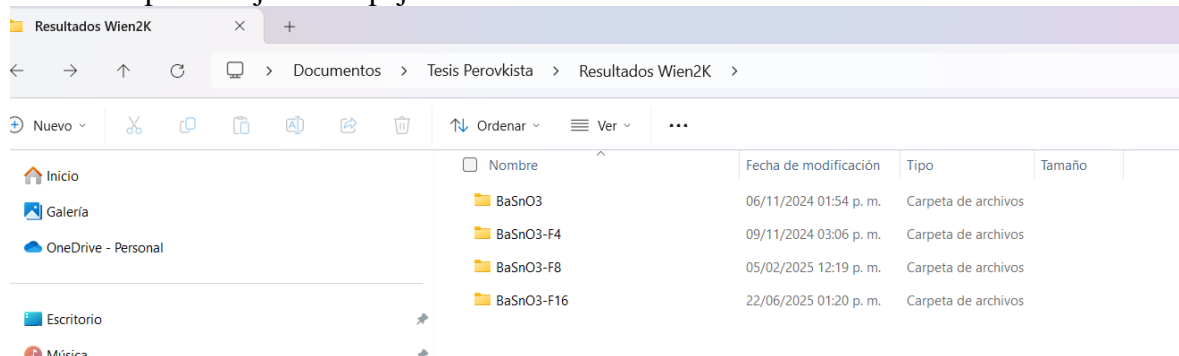 Resultados Wien2K
Documentos > Tesis Perovkista > Resultados Wien2K >
Nuevo Ordenar Ver ...
Nombre Fecha de modificación Tipo Tamaño
Inicio
Galería
OneDrive - Personal
Escritorio
Música
BaSnO3 06/11/2024 01:54 p. m. Carpeta de archivos
BaSnO3-F4 09/11/2024 03:06 p. m. Carpeta de archivos
BaSnO3-F8 05/02/2025 12:19 p. m. Carpeta de archivos
BaSnO3-F16 22/06/2025 01:20 p. m. Carpeta de archivos